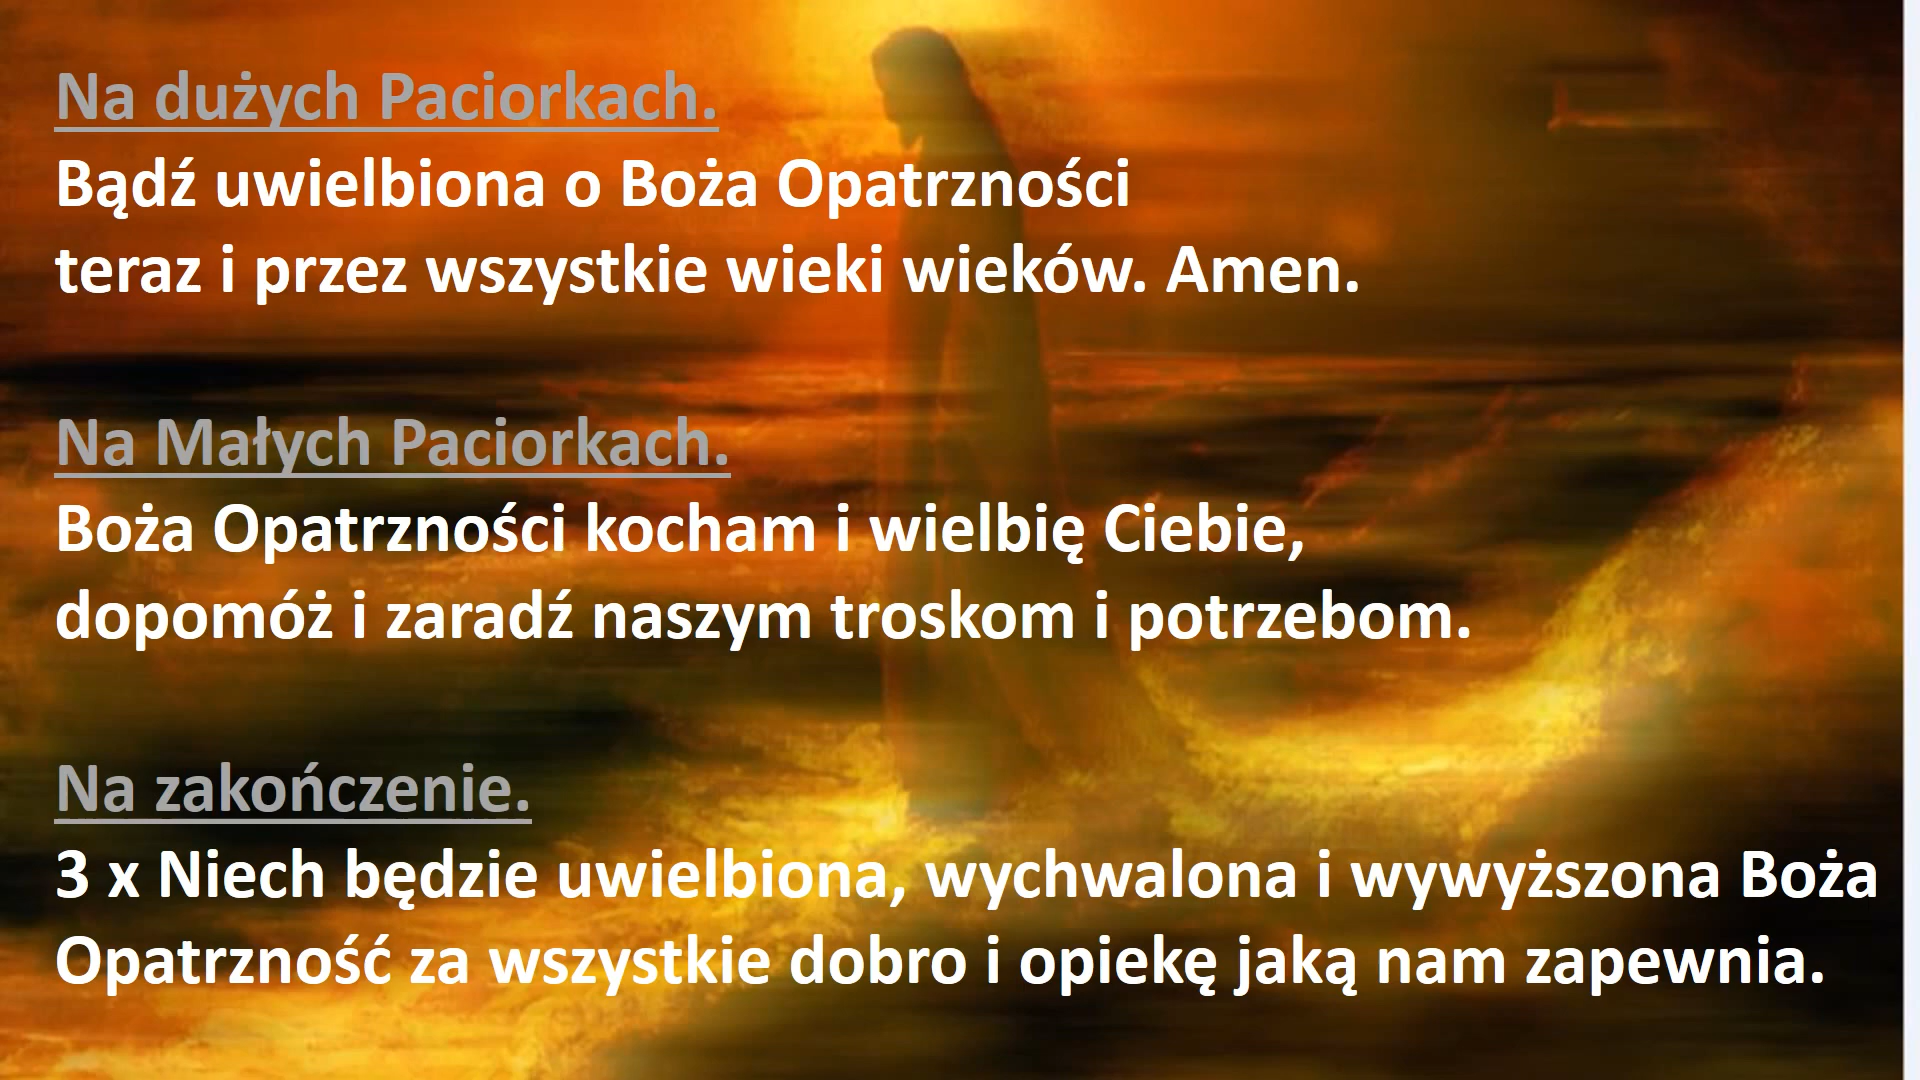 Na dużych Paciorkach.
Bądź uwielbiona o Boża Opatrzności
teraz i przez wszystkie wieki wieków. Amen.
Na Małych Paciorkach.
Boża Opatrzności kocham i wielbię Ciebie,
dopomóż i zaradź naszym troskom i potrzebom.
Na zakończenie.
3 x Niech będzie uwielbiona, wychwalona i wywyższona Boża
Opatrzność za wszystkie dobro i opiekę jaką nam zapewnia.